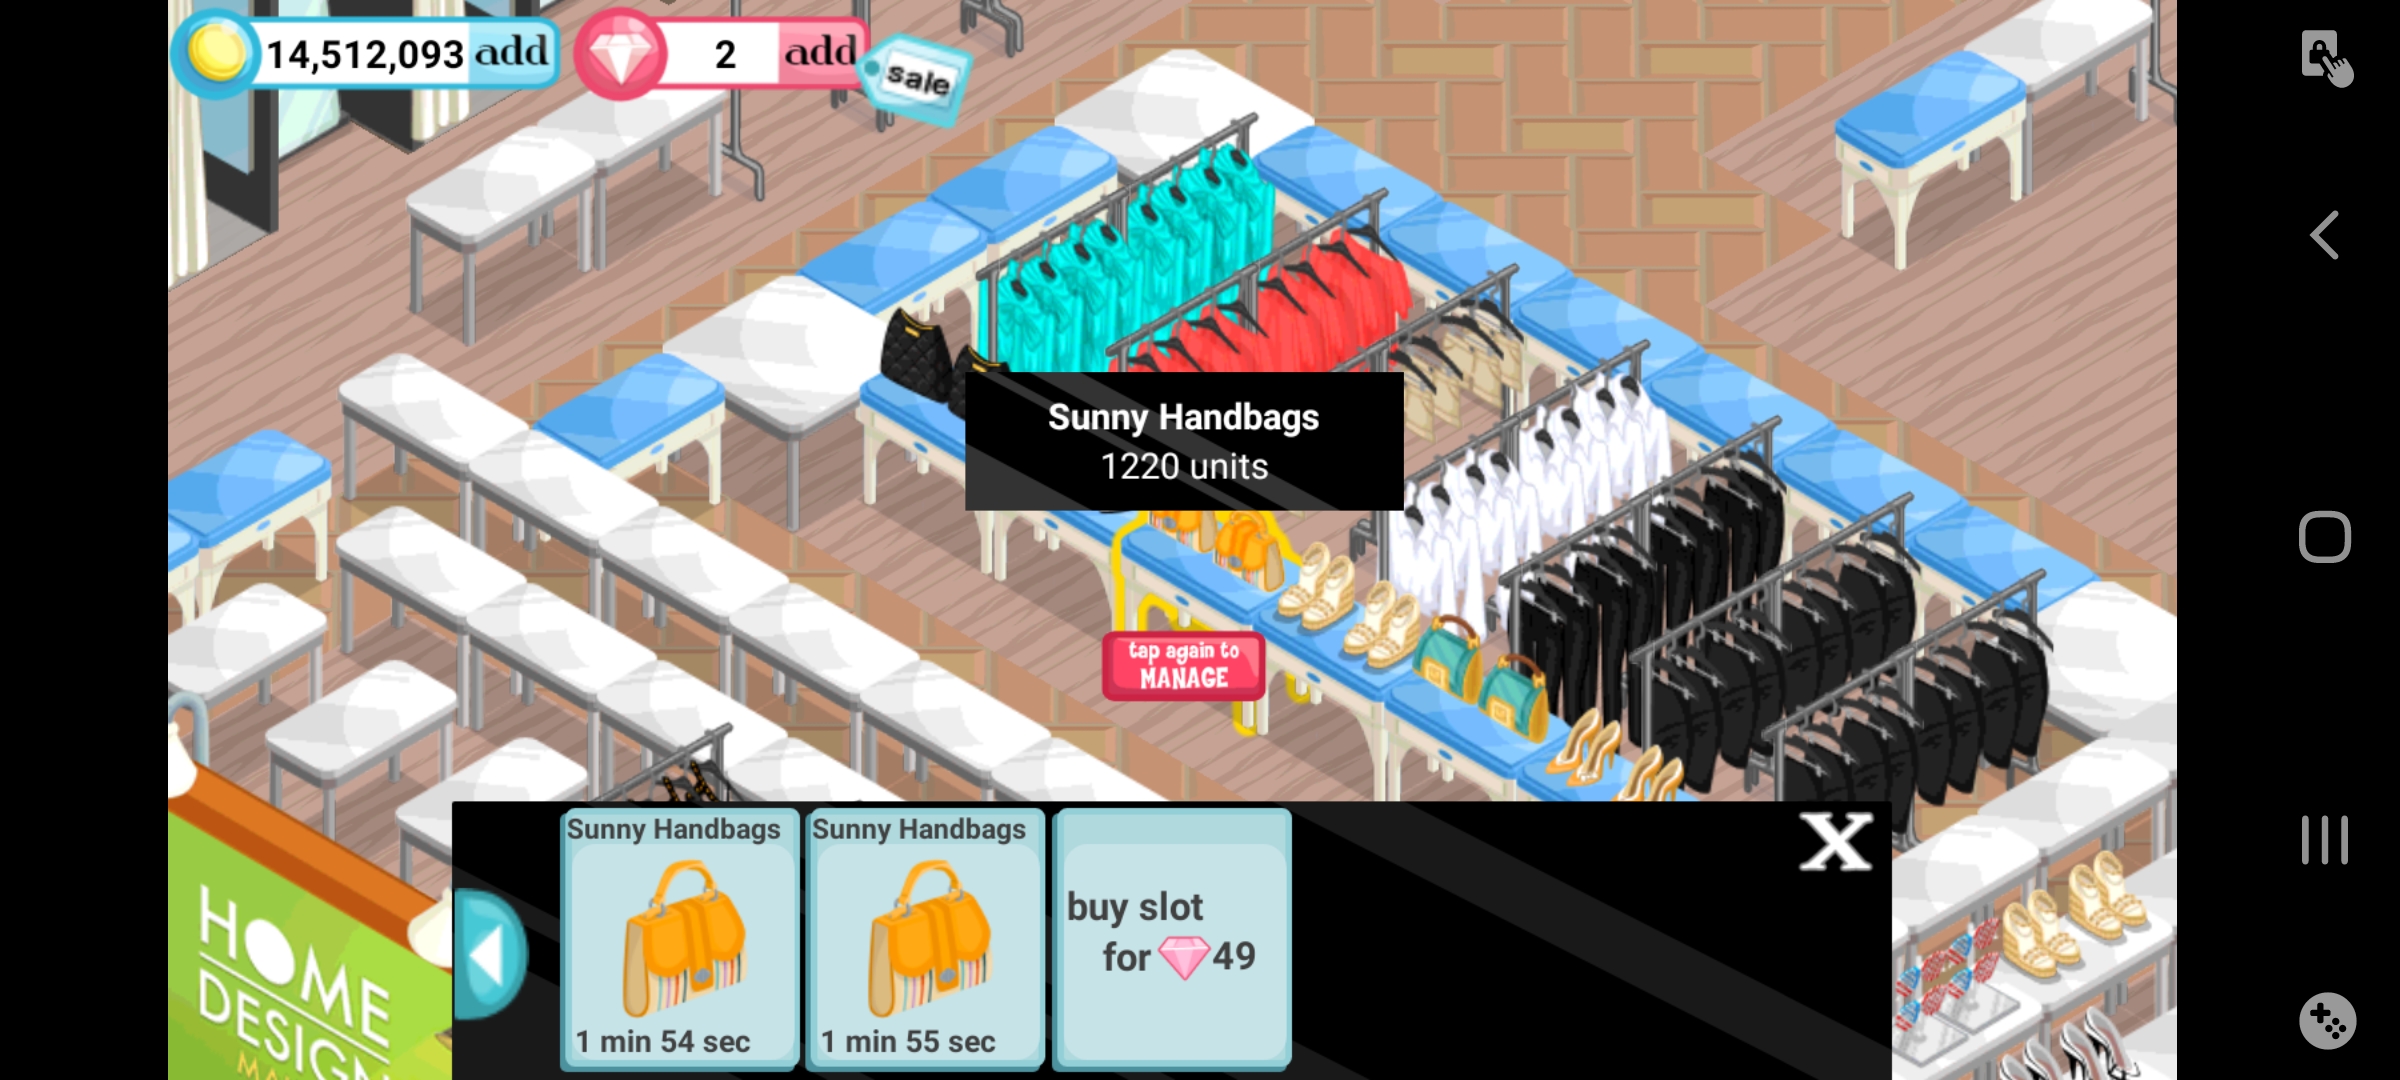 14,512,093 add
2 add
sale
Sunny Handbags
1220 units
tap again to
MANAGE
Sunny Handbags
1 min 54 sec
Sunny Handbags
1 min 55 sec
buy slot
for 49
X
HOME
DESIGN